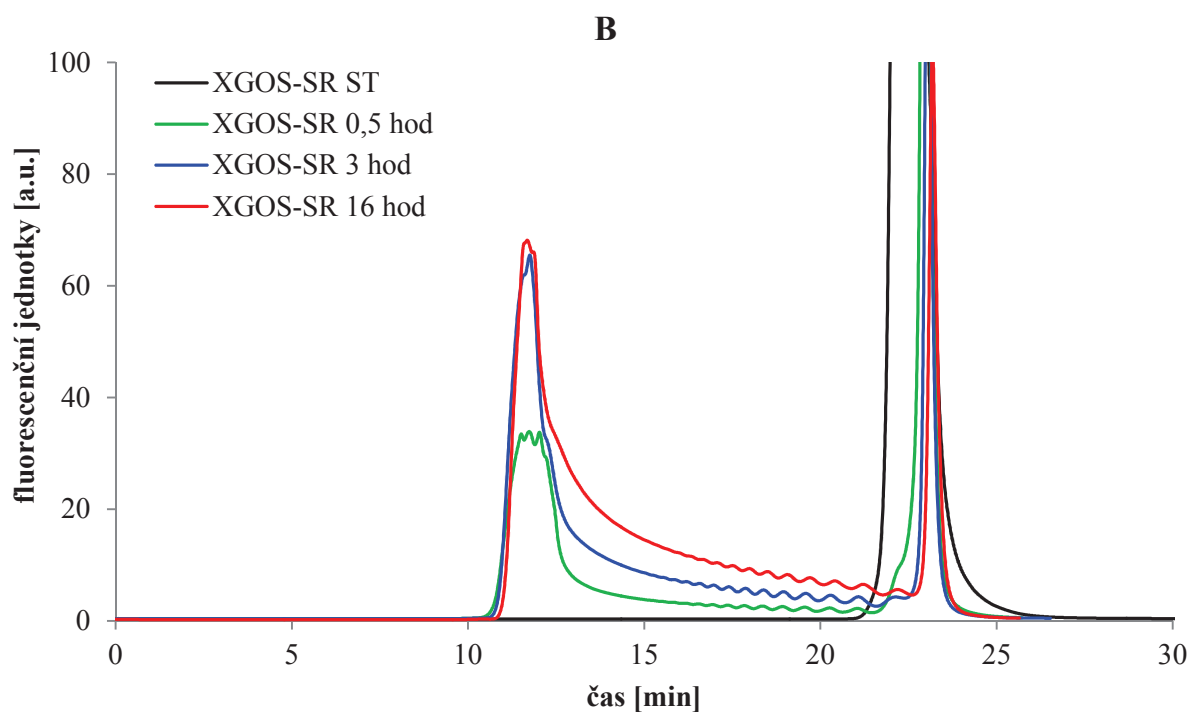 B
100
80
60
40
20
0
fluorescenční jednotky [a.u.]
XGOS-SR ST
XGOS-SR 0,5 hod
XGOS-SR 3 hod
XGOS-SR 16 hod
0 5 10 15 20 25 30
čas [min]